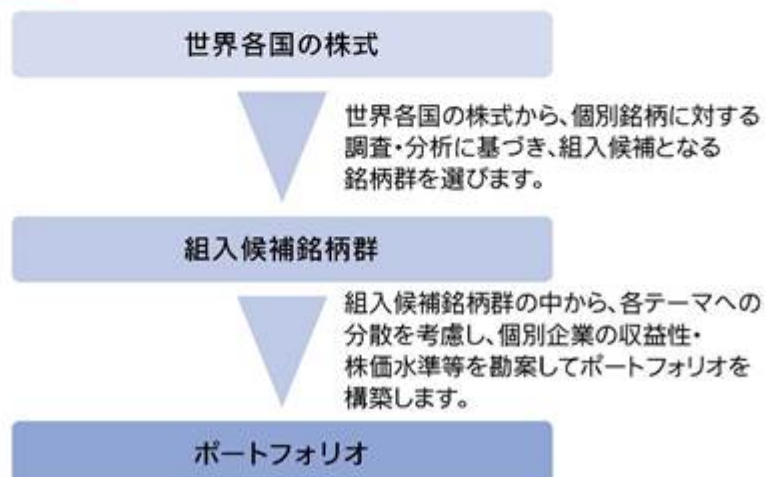 世界各国の株式
世界各国の株式から、個別銘柄に対する
調査・分析に基づき、組入候補となる
銘柄群を選びます。
組入候補銘柄群
組入候補銘柄群の中から、各テーマへの
分散を考慮し、個別企業の収益性・
株価水準等を勘案してポートフォリオを
構築します。
ポートフォリオ